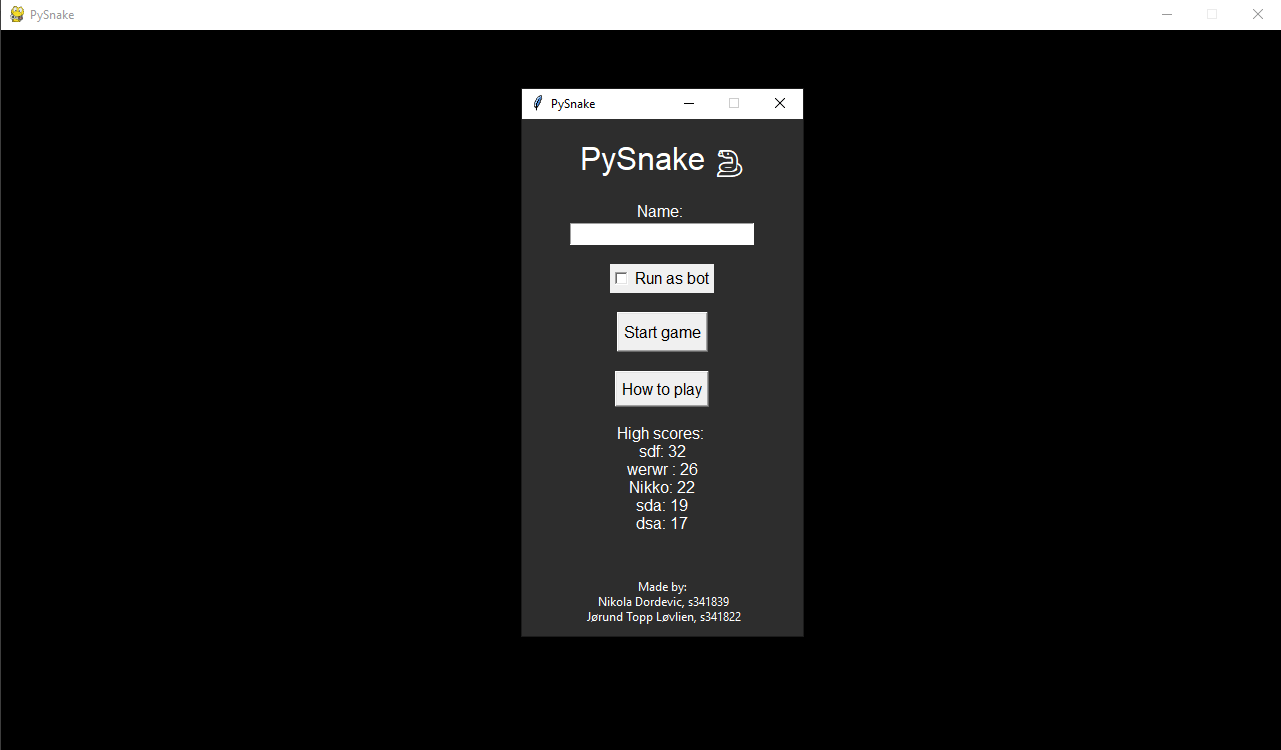 PySnake
PySnake
PySnake
Name:
Run as bot
Start game
How to play
High scores:
sdf: 32
werwr : 26
Nikko: 22
sda: 19
dsa: 17
Made by:
Nikola Dordevic, s341839
Jørund Topp Løvlien, s341822